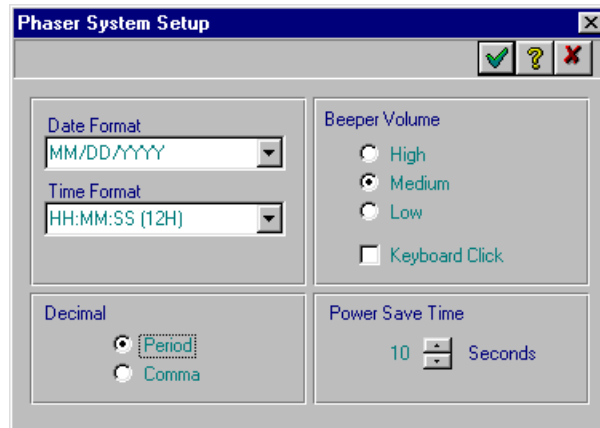 Phaser System Setup
Date Format
MM/DD/YYYY
Time Format
HH:MM:SS (12H)
Beeper Volume
High
Medium
Low
Keyboard Click
Decimal
Period
Comma
Power Save Time
10 Seconds